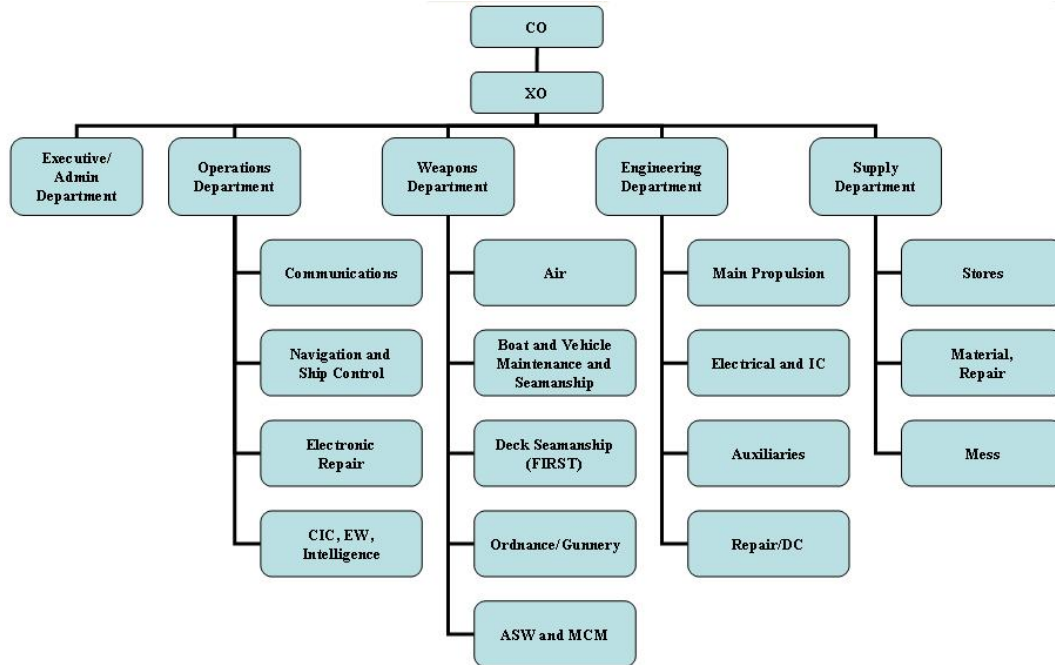 CO
XO
Executive/
Admin
Department
Operations
Department
Weapons
Department
Engineering
Department
Supply
Department
Communications
Navigation and
Ship Control
Electronic
Repair
CIC, EW,
Intelligence
Air
Boat and Vehicle
Maintenance and
Seamanship
Deck Seamanship
(FIRST)
Ordnance/Gunnery
ASW and MCM
Main Propulsion
Electrical and IC
Auxiliaries
Repair/DC
Stores
Material,
Repair
Mess